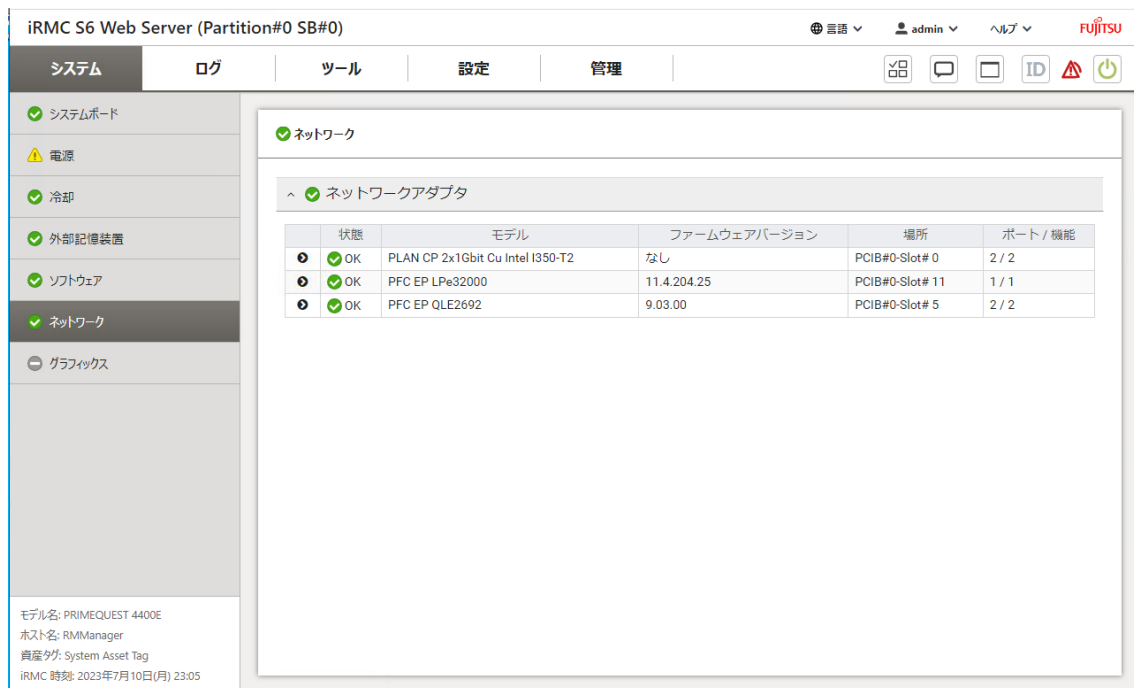 iRMC S6 Web Server (Partition#0 SB#0)
言語 admin ヘルプ FUJITSU
システム ログ ツール 設定 管理 ID
システムボード
電源
冷却
外部記憶装置
ソフトウェア
ネットワーク
グラフィックス
モデル名: PRIMEQUEST 4400E
ホスト名: RMManager
資産タグ: System Asset Tag
iRMC 時刻: 2023年7月10日(月) 23:05
ネットワーク
ネットワークアダプタ
状態 モデル ファームウェアバージョン 場所 ポート / 機能
OK PLAN CP 2x1Gbit Cu Intel I350-T2 なし PCIB#0-Slot# 0 2 / 2
OK PFC EP LPe32000 11.4.204.25 PCIB#0-Slot# 11 1 / 1
OK PFC EP QLE2692 9.03.00 PCIB#0-Slot# 5 2 / 2